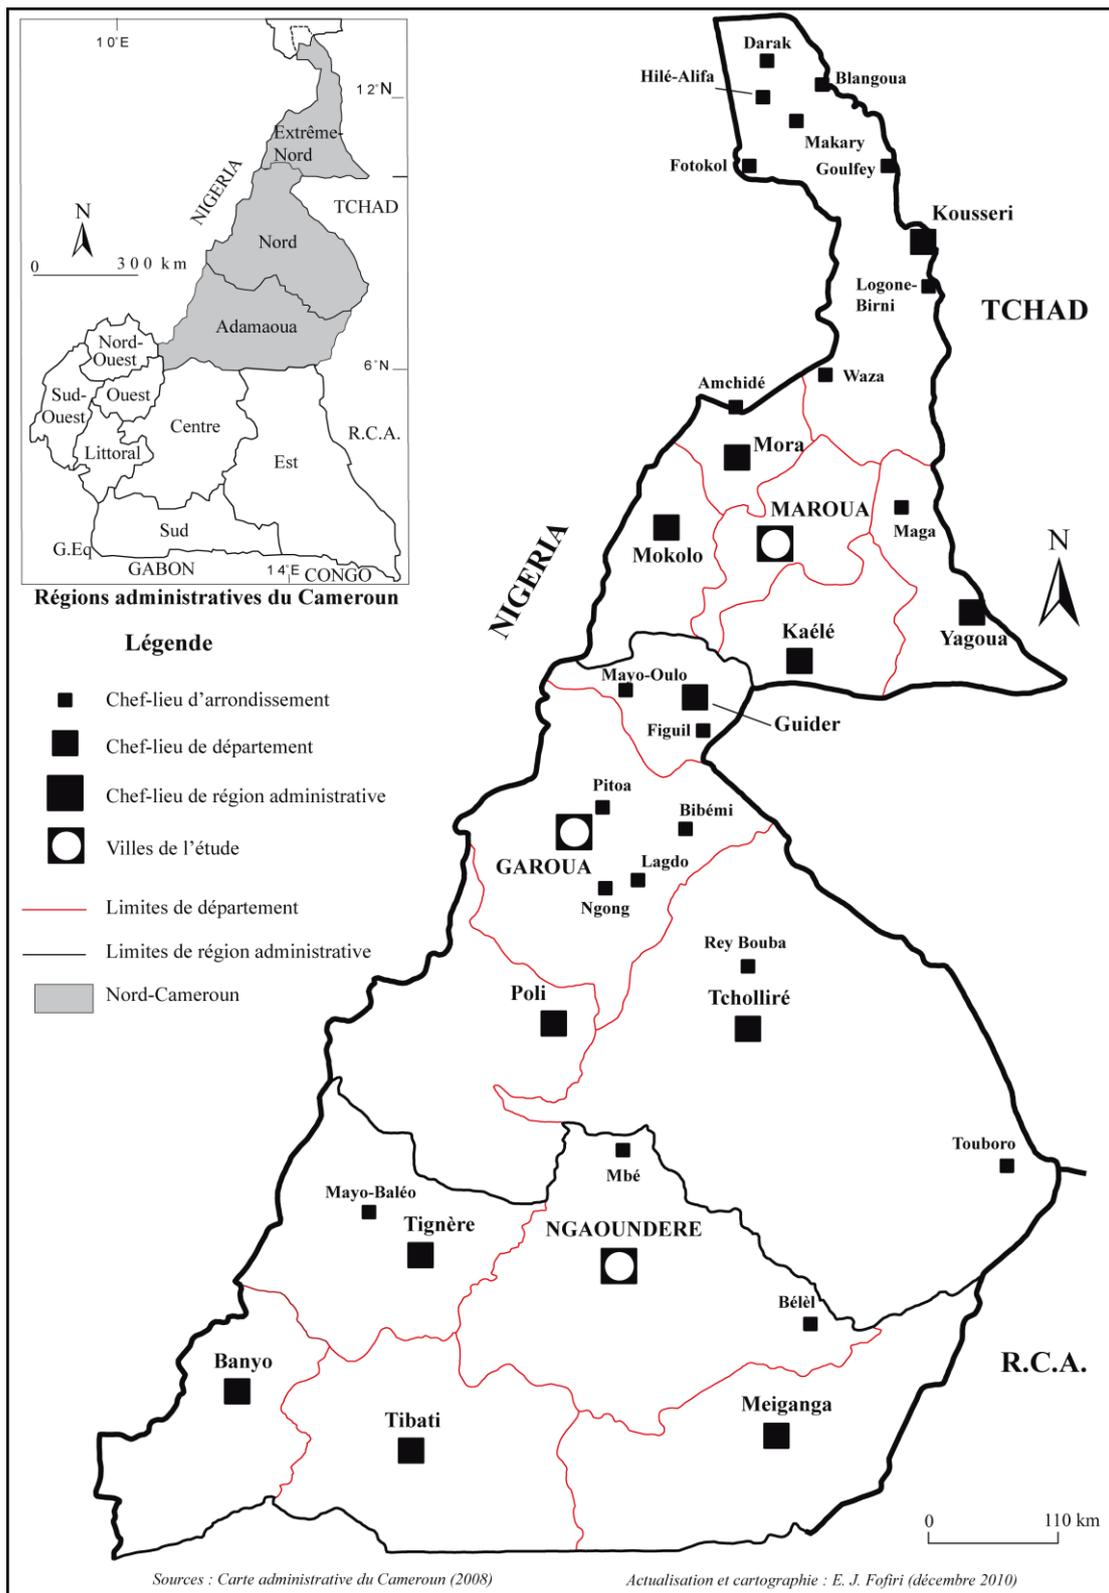 10°E
12°N
Extrême-
Nord
NIGERIA
TCHAD
N
Nord
0 300 km
Adamaoua
Nord-
Ouest
6°N
Sud-
Ouest
Ouest
Centre
R.C.A.
Littoral
Est
Sud
G.Eq
GABON
14°E
CONGO
Régions administratives du Cameroun
Légende
Chef-lieu d'arrondissement
Chef-lieu de département
Chef-lieu de région administrative
Villes de l'étude
Limites de département
Limites de région administrative
Nord-Cameroun
Darak
Hilé-Alifa
Blangoua
Makary
Fotokol
Goulfey
Kousseri
Logone-
Birni
TCHAD
Waza
Amchidé
Mora
MAROUA
Maga
Mokolo
N
NIGERIA
Kaélé
Yagoua
Mayo-Oulo
Figuil
Guider
Pitoa
Bibémi
GAROUA
Lagdo
Ngong
Rey Bouba
Poli
Tcholliré
Touboro
Mbé
Mayo-Baléo
Tignère
NGAOUNDERE
Bélèl
Banyo
R.C.A.
Tibati
Meiganga
0 110 km
Sources : Carte administrative du Cameroun (2008)
Actualisation et cartographie : E. J. Fofiri (décembre 2010)